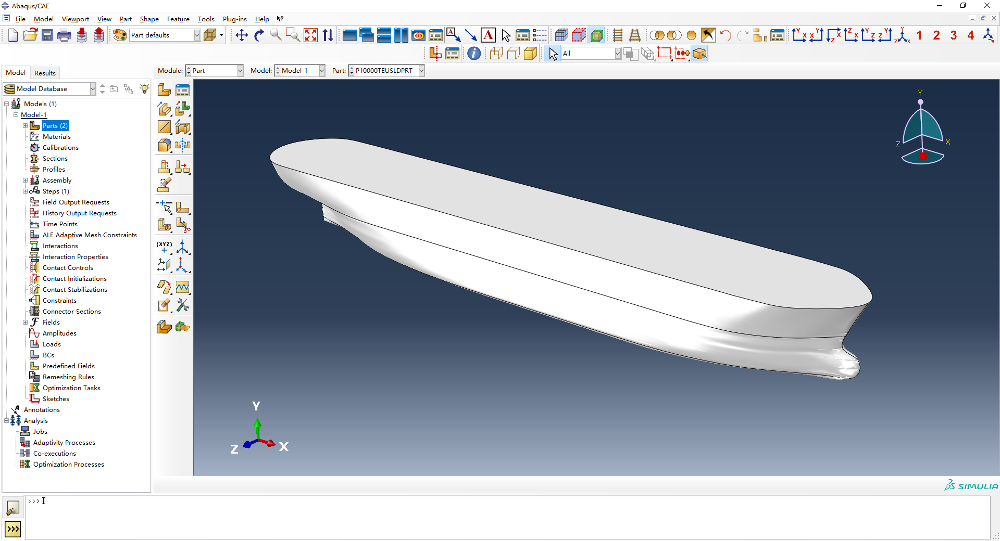 Abaqus/CAE
File Model Viewport View Part Shape Feature Tools Plug-ins Help
Part defaults
A A
Y X X Y Z X Z X Y Z Z Y Y Z X 1 2 3 4
i All
Module: Part Model: Model-1 Part: P10000TEUSLDPRT
Model Results
Model Database
Models (1)
Model-1
Parts (2)
Materials
Calibrations
Sections
Profiles
Assembly
Steps (1)
Field Output Requests
History Output Requests
Time Points
ALE Adaptive Mesh Constraints
Interactions
Interaction Properties
Contact Controls
Contact Initializations
Contact Stabilizations
Constraints
Connector Sections
Fields
Amplitudes
Loads
BCs
Predefined Fields
Remeshing Rules
Optimization Tasks
Sketches
Annotations
Analysis
Jobs
Adaptivity Processes
Co-executions
Optimization Processes
(XYZ)
Y
Z X
Y
Z X
SIMULIA
>>>
>>>